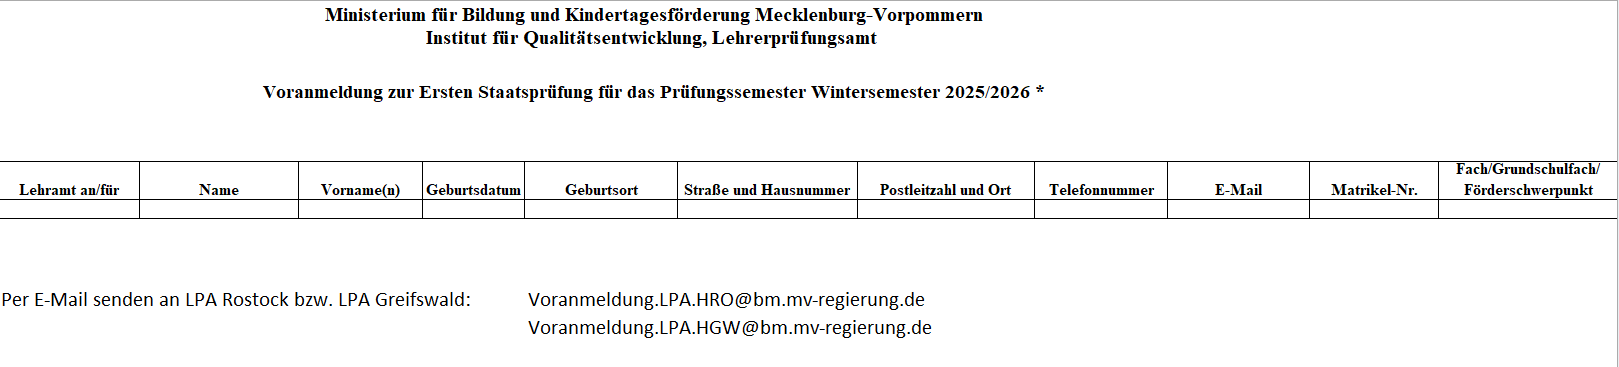 Ministerium für Bildung und Kindertagesförderung Mecklenburg-Vorpommern
Institut für Qualitätsentwicklung, Lehrerprüfungsamt
Voranmeldung zur Ersten Staatsprüfung für das Prüfungssemester Wintersemester 2025/2026 *
Lehramt an/für
Name
Vorname(n)
Geburtsdatum
Geburtsort
Straße und Hausnummer
Postleitzahl und Ort
Telefonnummer
E-Mail
Matrikel-Nr.
Fach/Grundschulfach/
Förderschwerpunkt
Per E-Mail senden an LPA Rostock bzw. LPA Greifswald: Voranmeldung.LPA.HRO@bm.mv-regierung.de
Voranmeldung.LPA.HGW@bm.mv-regierung.de